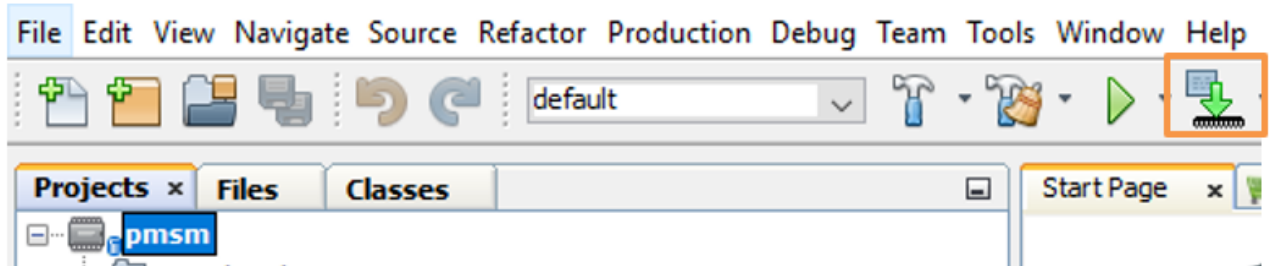 File Edit View Navigate Source Refactor Production Debug Team Tools Window Help
default
Projects × Files Classes Start Page ×
pmsm